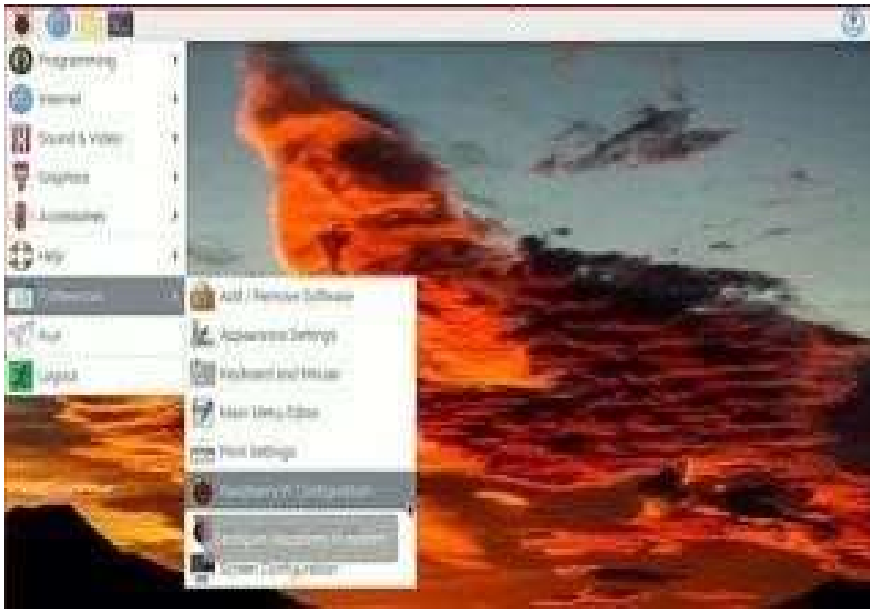 Programming
Internet
Sound & Video
Graphics
Accessories
Help
Preferences
Run
Logout
Add / Remove Software
Appearance Settings
Keyboard and Mouse
Main Menu Editor
Print Settings
Raspberry Pi Configuration
Screen Configuration